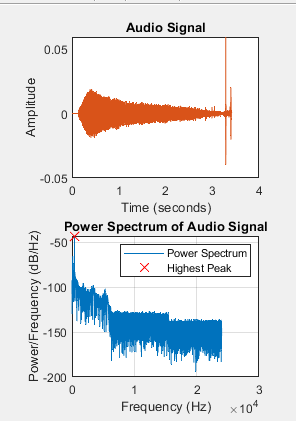 Audio Signal
0.05
0
-0.05
Amplitude
0 1 2 3 4
Time (seconds)
Power Spectrum of Audio Signal
-50
-100
-150
-200
Power/Frequency (dB/Hz)
Power Spectrum
Highest Peak
0 1 2 3
Frequency (Hz) ×10⁴